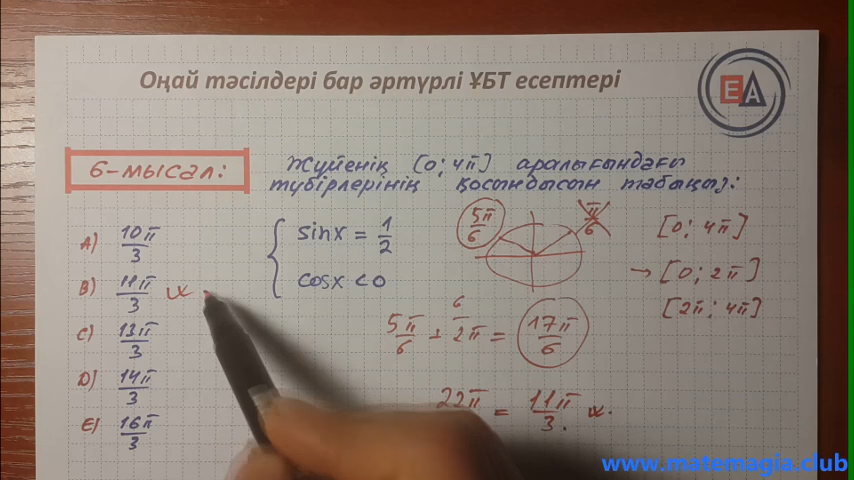 Оңай тәсілдері бар әртүрлі ҰБТ есептері
EA
6-мысал:
Жүйенің [0; 4π] аралығындағы
түбірлерінің қосындысын табыңыз:
A) 10π/3
B) 11π/3
C) 13π/3
D) 14π/3
E) 16π/3
sinx = 1/2
cosx < 0
5π/6
π/6
[0; 4π]
→ [0; 2π]
[2π; 4π]
5π/6 + 2π = 17π/6
6
22π = 11π/3.
www.matemagia.club